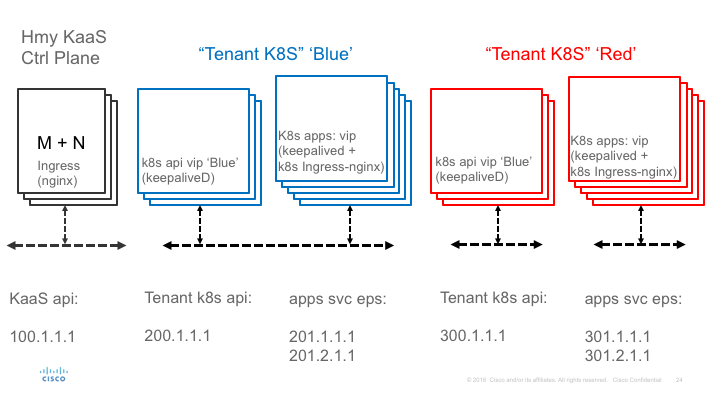 Hmy KaaS
Ctrl Plane
“Tenant K8S” ‘Blue’
“Tenant K8S” ‘Red’
M + N
Ingress
(nginx)
k8s api vip ‘Blue’
(keepaliveD)
K8s apps: vip
(keepalived +
k8s Ingress-nginx)
k8s api vip ‘Blue’
(keepaliveD)
K8s apps: vip
(keepalived +
k8s Ingress-nginx)
KaaS api:
100.1.1.1
Tenant k8s api:
200.1.1.1
apps svc eps:
201.1.1.1
201.2.1.1
Tenant k8s api:
300.1.1.1
apps svc eps:
301.1.1.1
301.2.1.1
CISCO
© 2016 Cisco and/or its affiliates. All rights reserved. Cisco Confidential 24